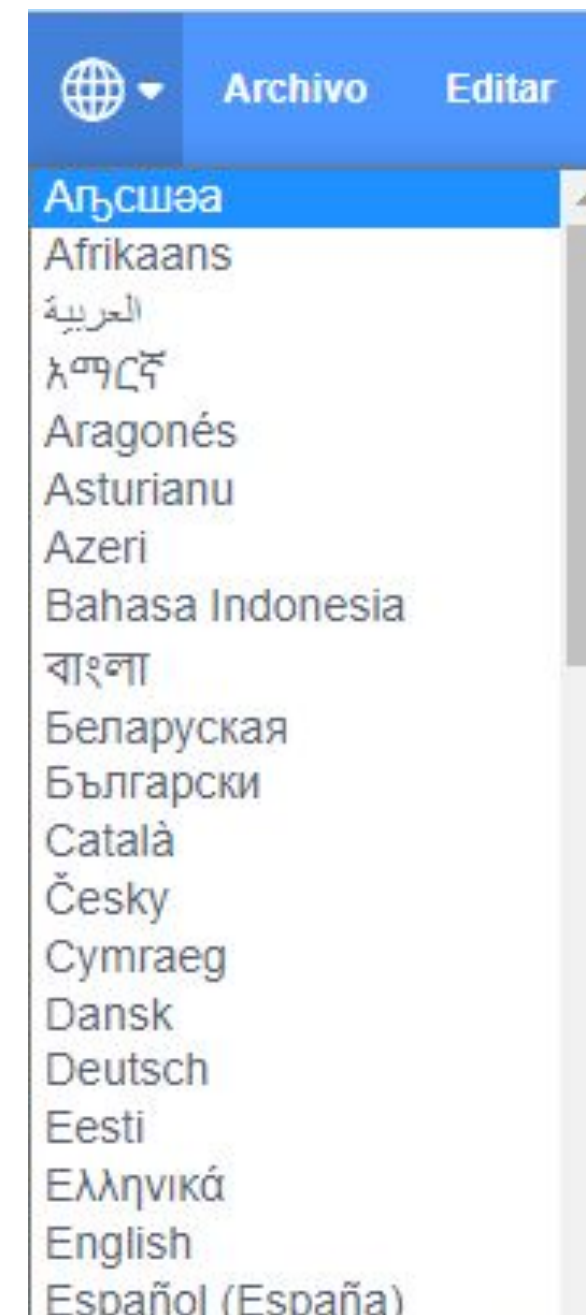 Archivo Editar
Аҧсшәа
Afrikaans
العربية
አማርኛ
Aragonés
Asturianu
Azeri
Bahasa Indonesia
বাংলা
Беларуская
Български
Català
Česky
Cymraeg
Dansk
Deutsch
Eesti
Ελληνικά
English
Español (España)